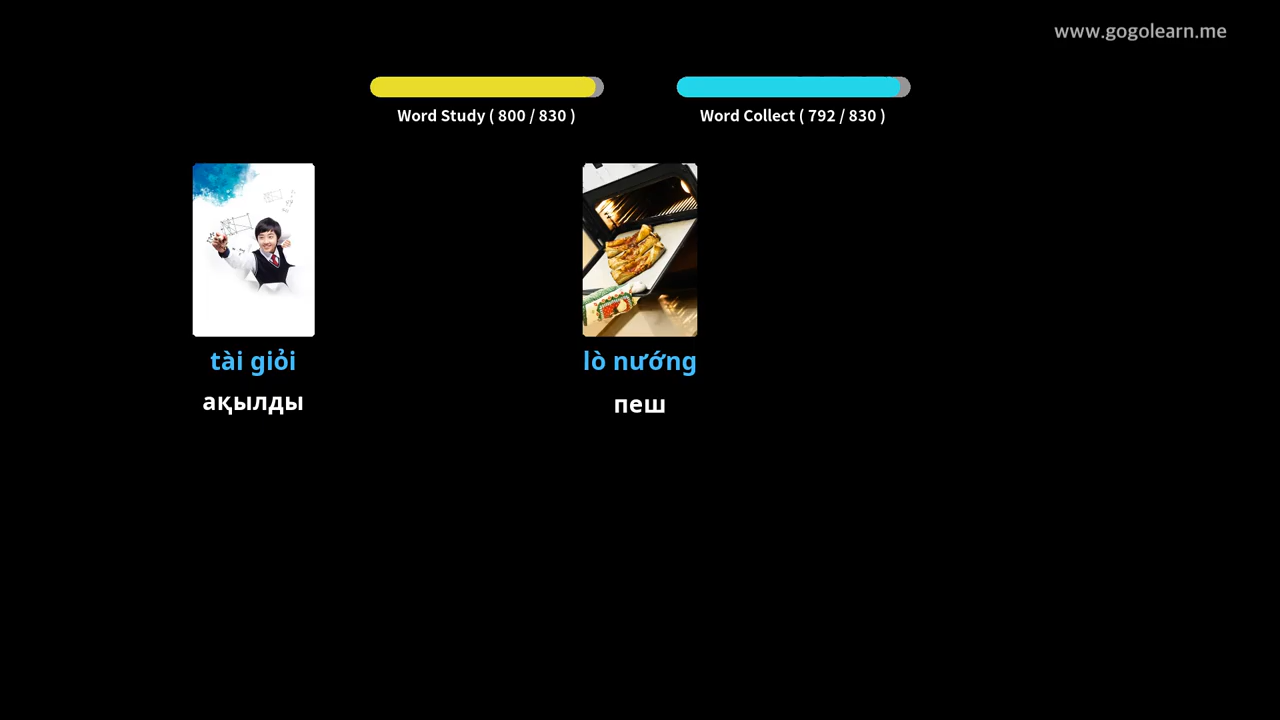 www.gogolearn.me
Word Study ( 800 / 830 )
Word Collect ( 792 / 830 )
tài giỏi
lò nướng
ақылды
пеш